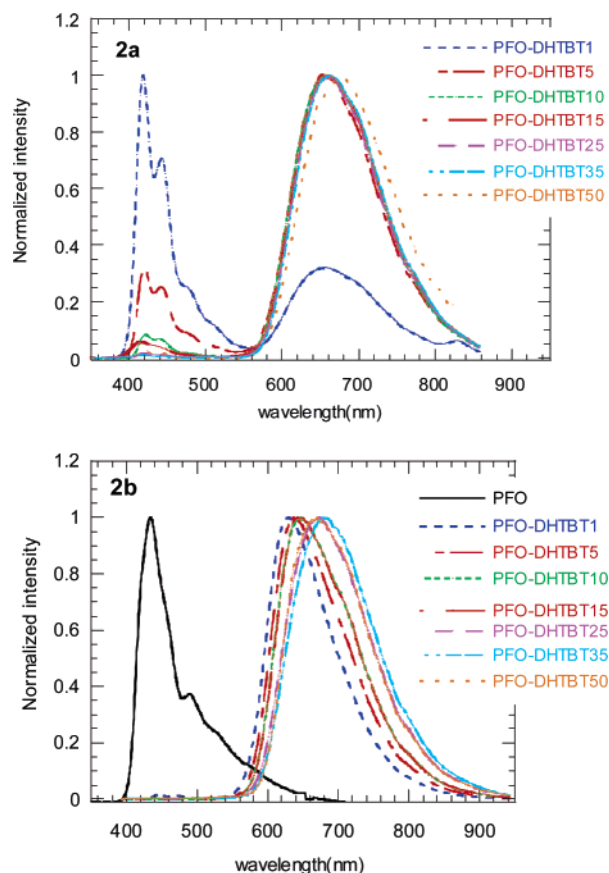 2a
PFO-DHTBT1
PFO-DHTBT5
PFO-DHTBT10
PFO-DHTBT15
PFO-DHTBT25
PFO-DHTBT35
PFO-DHTBT50
Normalized intensity
1.2
1
0.8
0.6
0.4
0.2
0
400 500 600 700 800 900
wavelength(nm)
2b
PFO
PFO-DHTBT1
PFO-DHTBT5
PFO-DHTBT10
PFO-DHTBT15
PFO-DHTBT25
PFO-DHTBT35
PFO-DHTBT50
Normalized intensity
1.2
1
0.8
0.6
0.4
0.2
0
400 500 600 700 800 900
wavelength(nm)